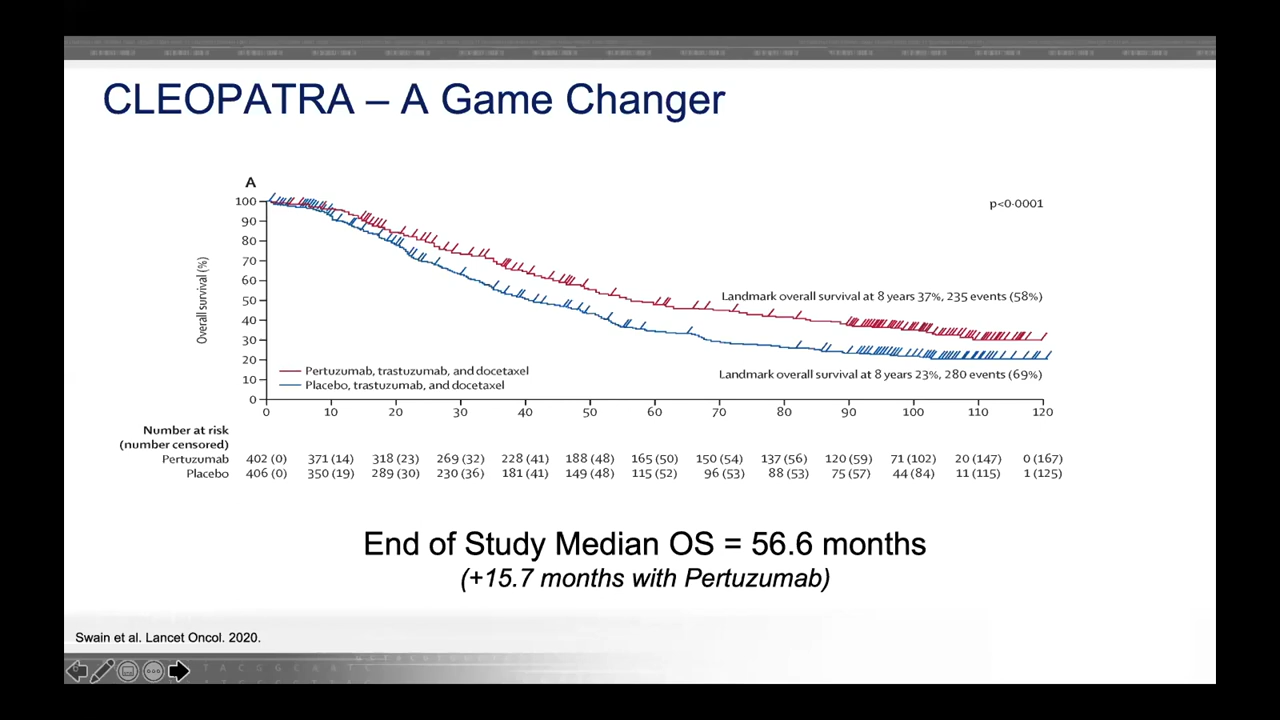 CLEOPATRA – A Game Changer
A
100
90
80
70
60
50
40
30
20
10
0
Overall survival (%)
p<0·0001
Landmark overall survival at 8 years 37%, 235 events (58%)
Pertuzumab, trastuzumab, and docetaxel
Placebo, trastuzumab, and docetaxel
Landmark overall survival at 8 years 23%, 280 events (69%)
0 10 20 30 40 50 60 70 80 90 100 110 120
Number at risk
(number censored)
Pertuzumab 402 (0) 371 (14) 318 (23) 269 (32) 228 (41) 188 (48) 165 (50) 150 (54) 137 (56) 120 (59) 71 (102) 20 (147) 0 (167)
Placebo 406 (0) 350 (19) 289 (30) 230 (36) 181 (41) 149 (48) 115 (52) 96 (53) 88 (53) 75 (57) 44 (84) 11 (115) 1 (125)
End of Study Median OS = 56.6 months
(+15.7 months with Pertuzumab)
Swain et al. Lancet Oncol. 2020.